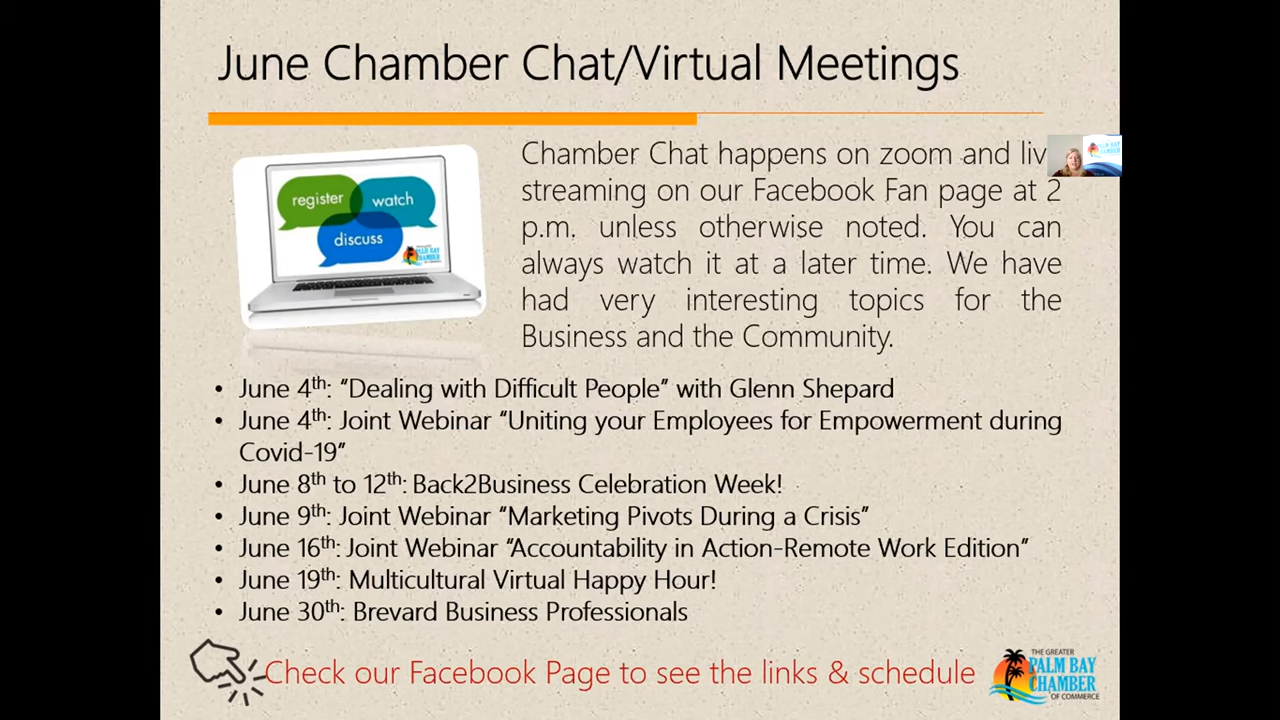 June Chamber Chat/Virtual Meetings
register
watch
discuss
PALM BAY
CHAMBER
Chamber Chat happens on zoom and liv
streaming on our Facebook Fan page at 2
p.m. unless otherwise noted. You can
always watch it at a later time. We have
had very interesting topics for the
Business and the Community.
• June 4th: “Dealing with Difficult People” with Glenn Shepard
• June 4th: Joint Webinar “Uniting your Employees for Empowerment during
Covid-19”
• June 8th to 12th: Back2Business Celebration Week!
• June 9th: Joint Webinar “Marketing Pivots During a Crisis”
• June 16th: Joint Webinar “Accountability in Action-Remote Work Edition”
• June 19th: Multicultural Virtual Happy Hour!
• June 30th: Brevard Business Professionals
Check our Facebook Page to see the links & schedule
THE GREATER
PALM BAY
CHAMBER
OF COMMERCE